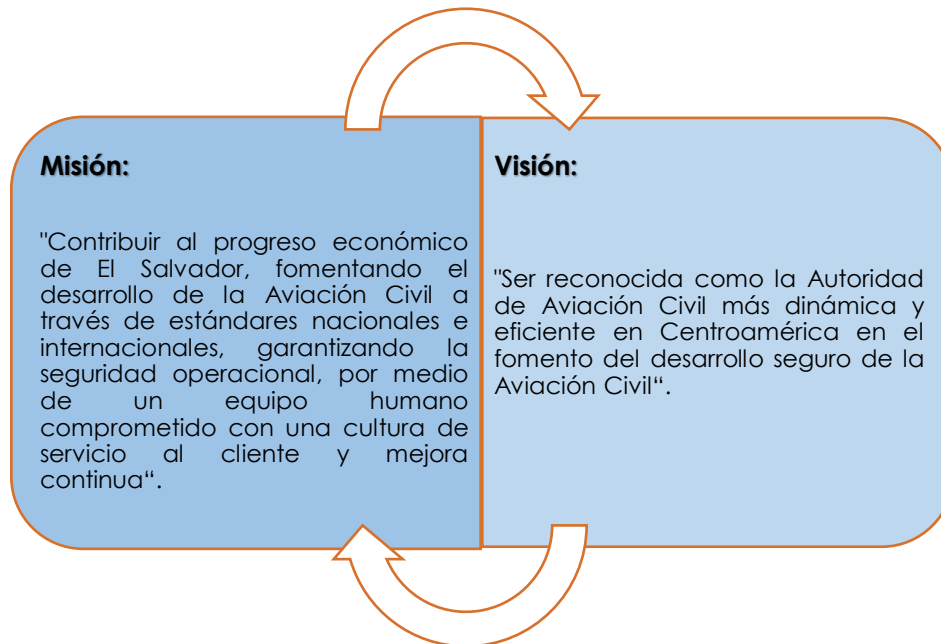 Misión:
"Contribuir al progreso económico
de El Salvador, fomentando el
desarrollo de la Aviación Civil a
través de estándares nacionales e
internacionales, garantizando la
seguridad operacional, por medio
de un equipo humano
comprometido con una cultura de
servicio al cliente y mejora
continua“.
Visión:
"Ser reconocida como la Autoridad
de Aviación Civil más dinámica y
eficiente en Centroamérica en el
fomento del desarrollo seguro de la
Aviación Civil“.